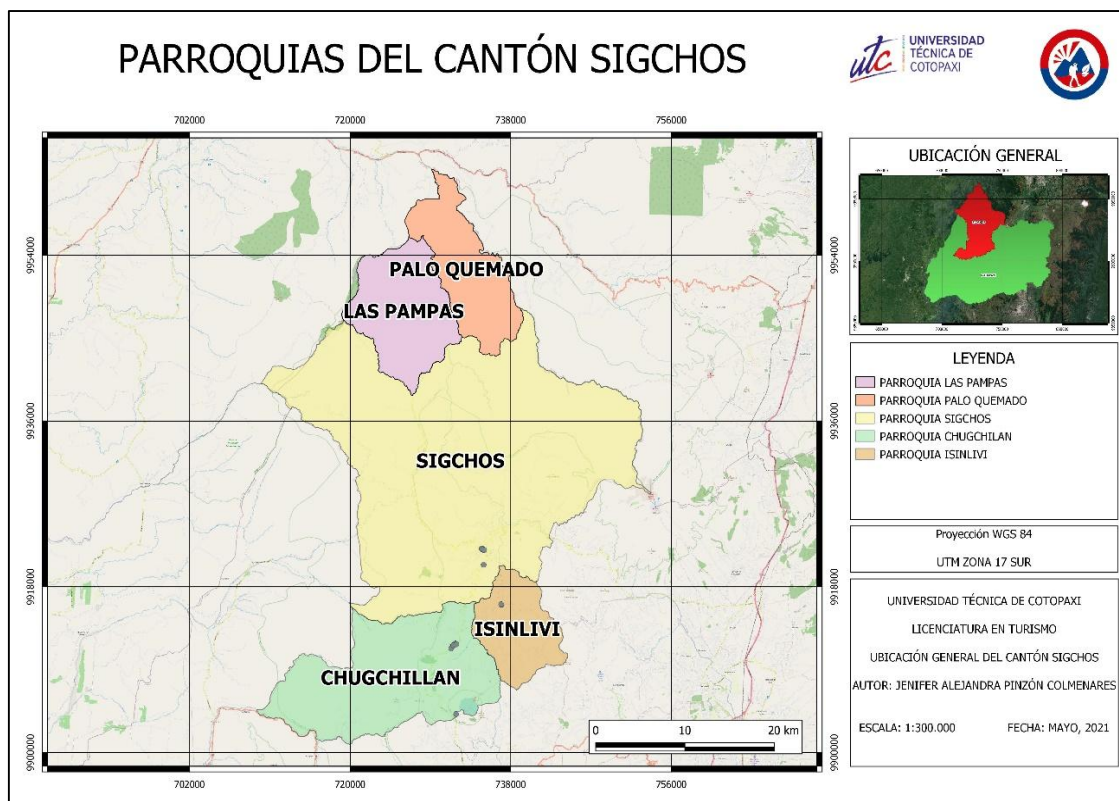 PARROQUIAS DEL CANTÓN SIGCHOS
utc
UNIVERSIDAD
TÉCNICA DE
COTOPAXI
702000
720000
738000
756000
9954000
9954000
9936000
9936000
9918000
9918000
9900000
9900000
PALO QUEMADO
LAS PAMPAS
SIGCHOS
ISINLIVI
CHUGCHILLAN
0
10
20 km
702000
720000
738000
756000
UBICACIÓN GENERAL
LEYENDA
PARROQUIA LAS PAMPAS
PARROQUIA PALO QUEMADO
PARROQUIA SIGCHOS
PARROQUIA CHUGCHILAN
PARROQUIA ISINLIVI
Proyección WGS 84
UTM ZONA 17 SUR
UNIVERSIDAD TÉCNICA DE COTOPAXI
LICENCIATURA EN TURISMO
UBICACIÓN GENERAL DEL CANTÓN SIGCHOS
AUTOR: JENIFER ALEJANDRA PINZÓN COLMENARES
ESCALA: 1:300.000 FECHA: MAYO, 2021